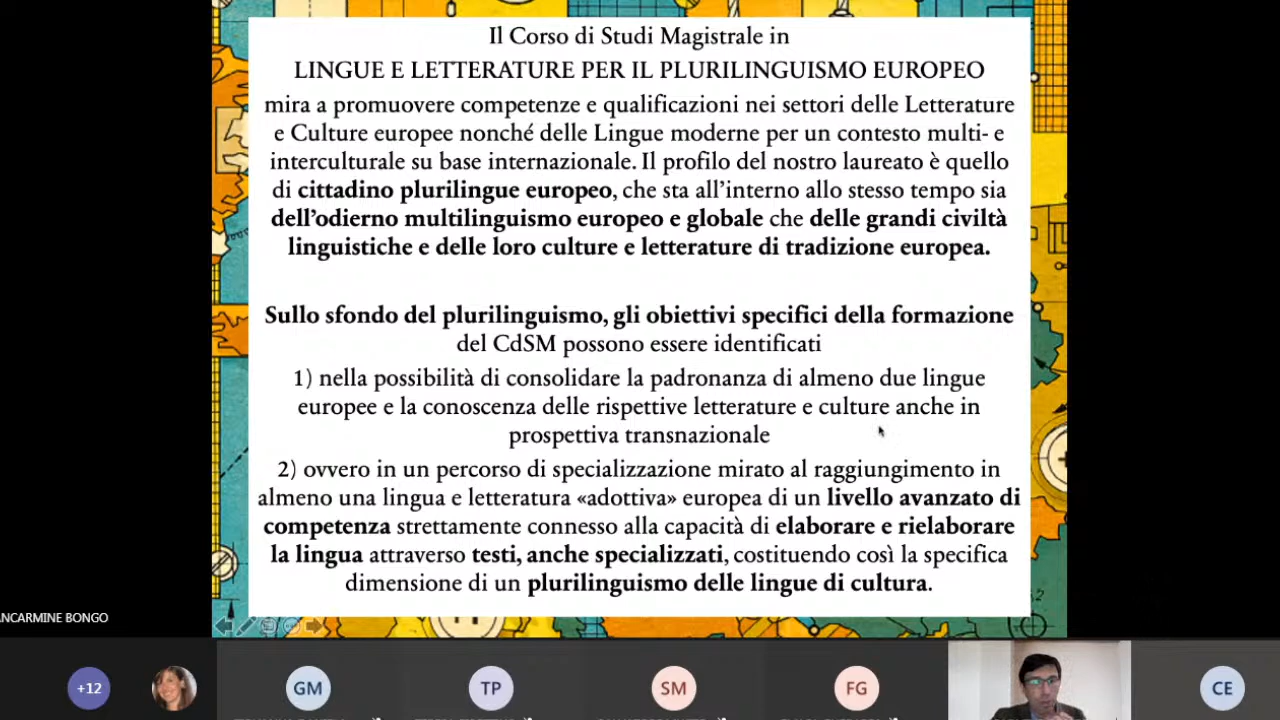 Il Corso di Studi Magistrale in
LINGUE E LETTERATURE PER IL PLURILINGUISMO EUROPEO
mira a promuovere competenze e qualificazioni nei settori delle Letterature
e Culture europee nonché delle Lingue moderne per un contesto multi- e
interculturale su base internazionale. Il profilo del nostro laureato è quello
di cittadino plurilingue europeo, che sta all’interno allo stesso tempo sia
dell’odierno multilinguismo europeo e globale che delle grandi civiltà
linguistiche e delle loro culture e letterature di tradizione europea.
Sullo sfondo del plurilinguismo, gli obiettivi specifici della formazione
del CdSM possono essere identificati
1) nella possibilità di consolidare la padronanza di almeno due lingue
europee e la conoscenza delle rispettive letterature e culture anche in
prospettiva transnazionale
2) ovvero in un percorso di specializzazione mirato al raggiungimento in
almeno una lingua e letteratura «adottiva» europea di un livello avanzato di
competenza strettamente connesso alla capacità di elaborare e rielaborare
la lingua attraverso testi, anche specializzati, costituendo così la specifica
dimensione di un plurilinguismo delle lingue di cultura.
NCARMINE BONGO
+12
GM
TP
SM
FG
CE